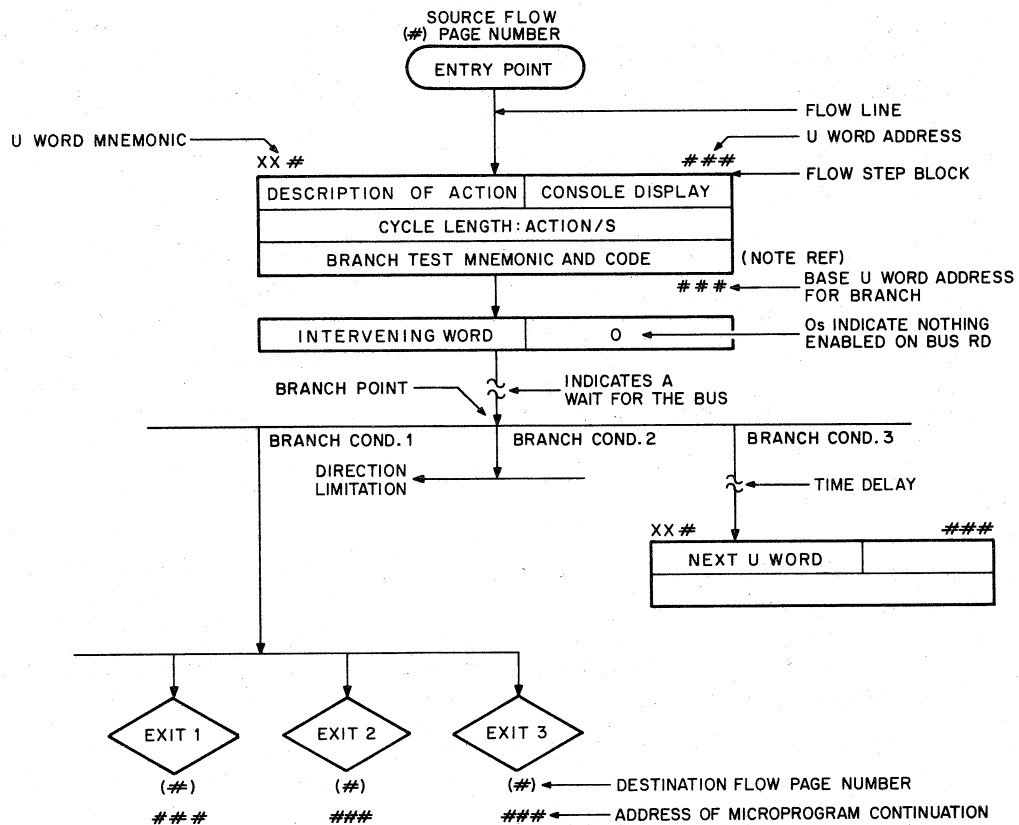 SOURCE FLOW
(#) PAGE NUMBER
ENTRY POINT
FLOW LINE
U WORD MNEMONIC
U WORD ADDRESS
XX #
###
FLOW STEP BLOCK
DESCRIPTION OF ACTION
CONSOLE DISPLAY
CYCLE LENGTH: ACTION/S
BRANCH TEST MNEMONIC AND CODE
(NOTE REF)
###
BASE U WORD ADDRESS
FOR BRANCH
INTERVENING WORD
0
0s INDICATE NOTHING
ENABLED ON BUS RD
BRANCH POINT
INDICATES A
WAIT FOR THE BUS
BRANCH COND. 1
BRANCH COND. 2
BRANCH COND. 3
DIRECTION
LIMITATION
TIME DELAY
XX #
###
NEXT U WORD
EXIT 1
EXIT 2
EXIT 3
(#)
(#)
(#)
DESTINATION FLOW PAGE NUMBER
###
###
###
ADDRESS OF MICROPROGRAM CONTINUATION